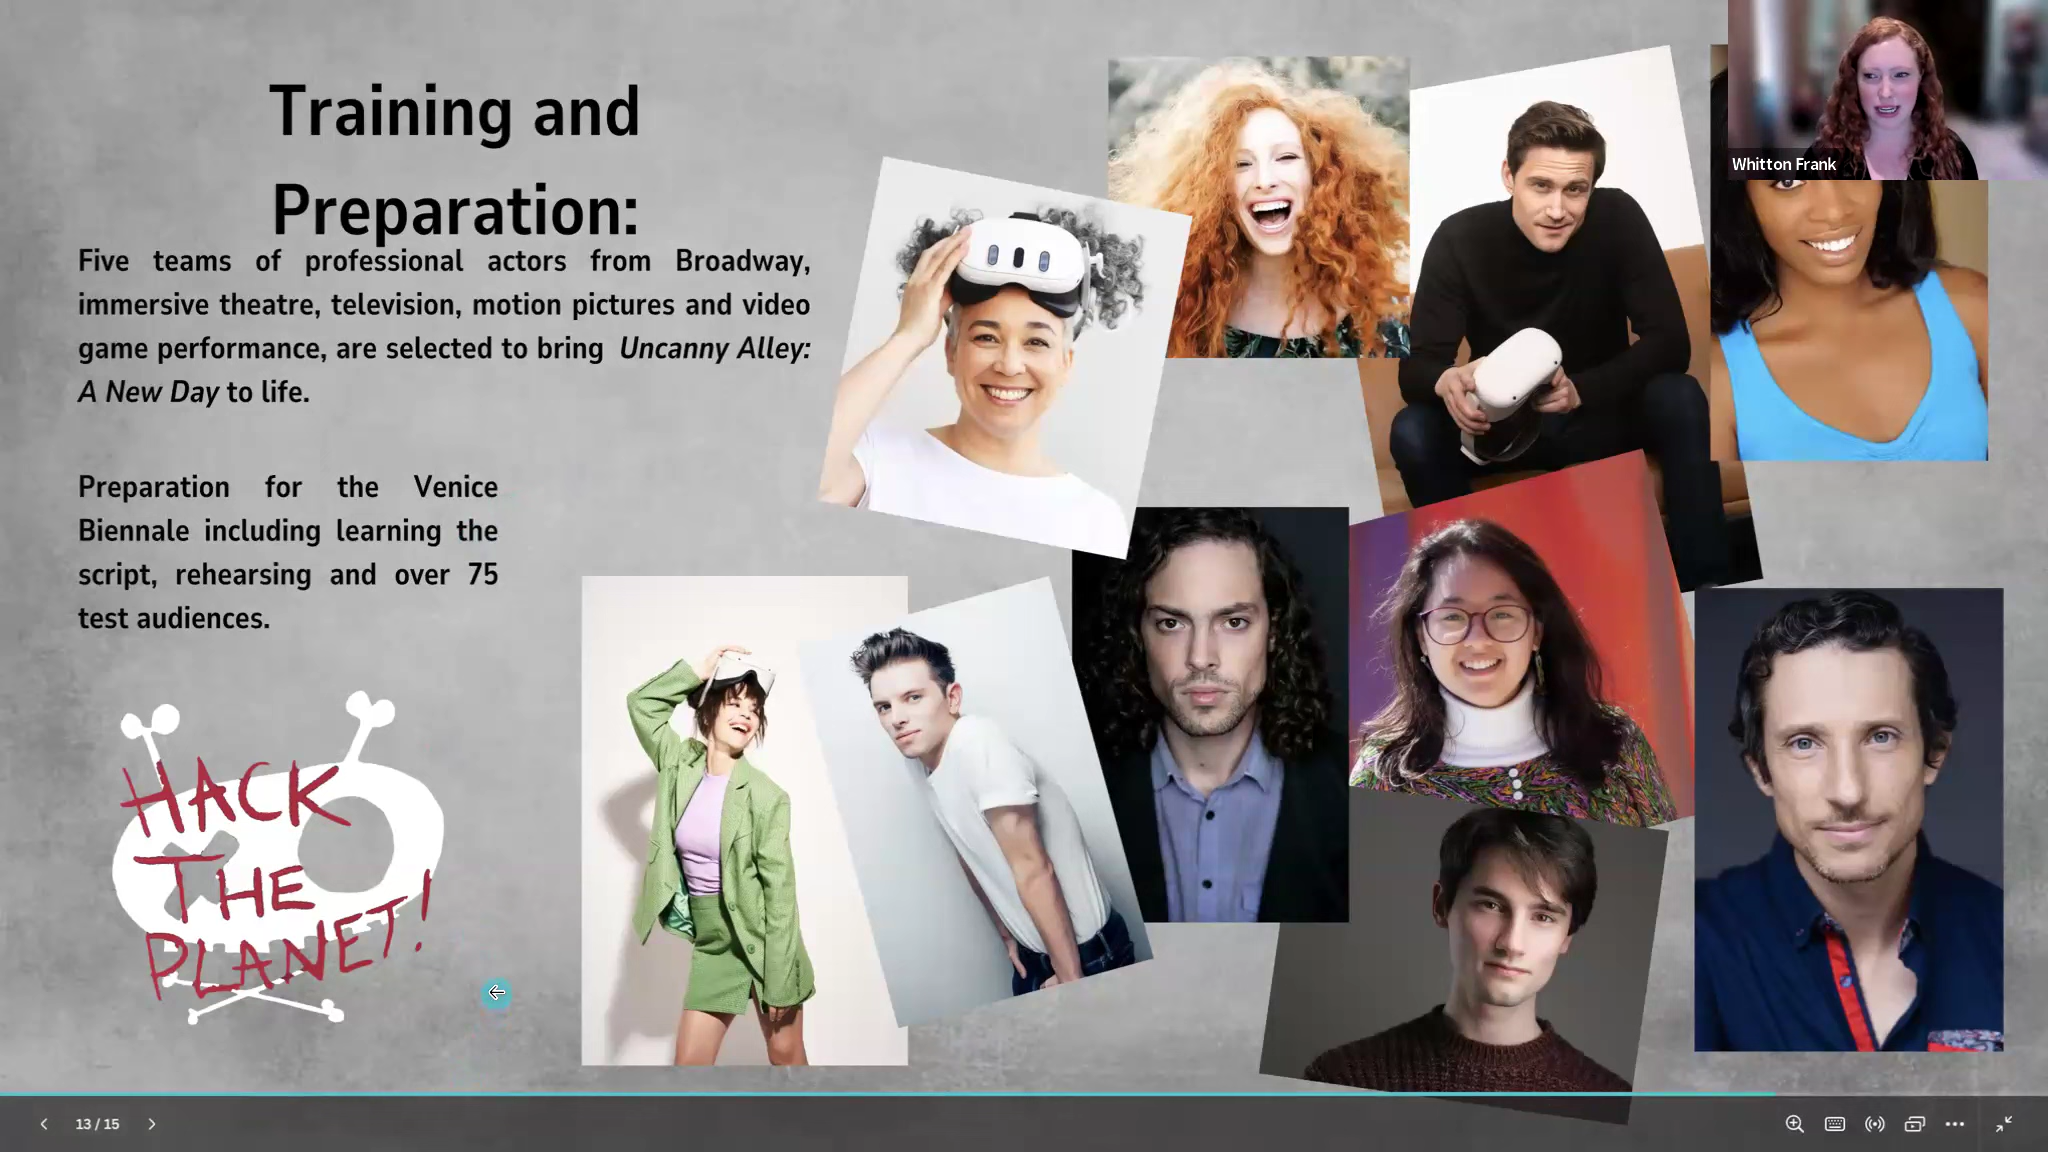 Training and
Preparation:
Five teams of professional actors from Broadway,
immersive theatre, television, motion pictures and video
game performance, are selected to bring Uncanny Alley:
A New Day to life.
Preparation for the Venice
Biennale including learning the
script, rehearsing and over 75
test audiences.
HACK
THE
PLANET!
Whitton Frank
13 / 15